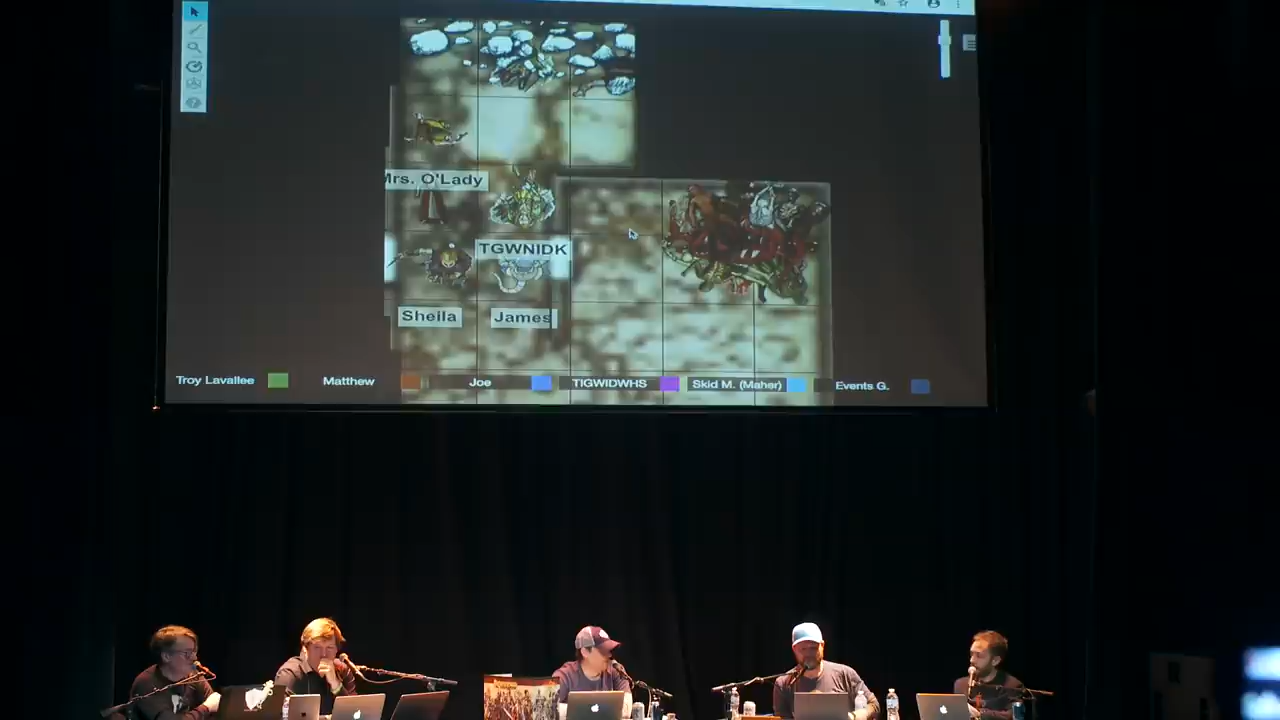 Mrs. O'Lady
TGWNIDK
Sheila
James
Troy Lavallee
Matthew
Joe
TIGWIDWHS
Skid M. (Maher)
Events G.